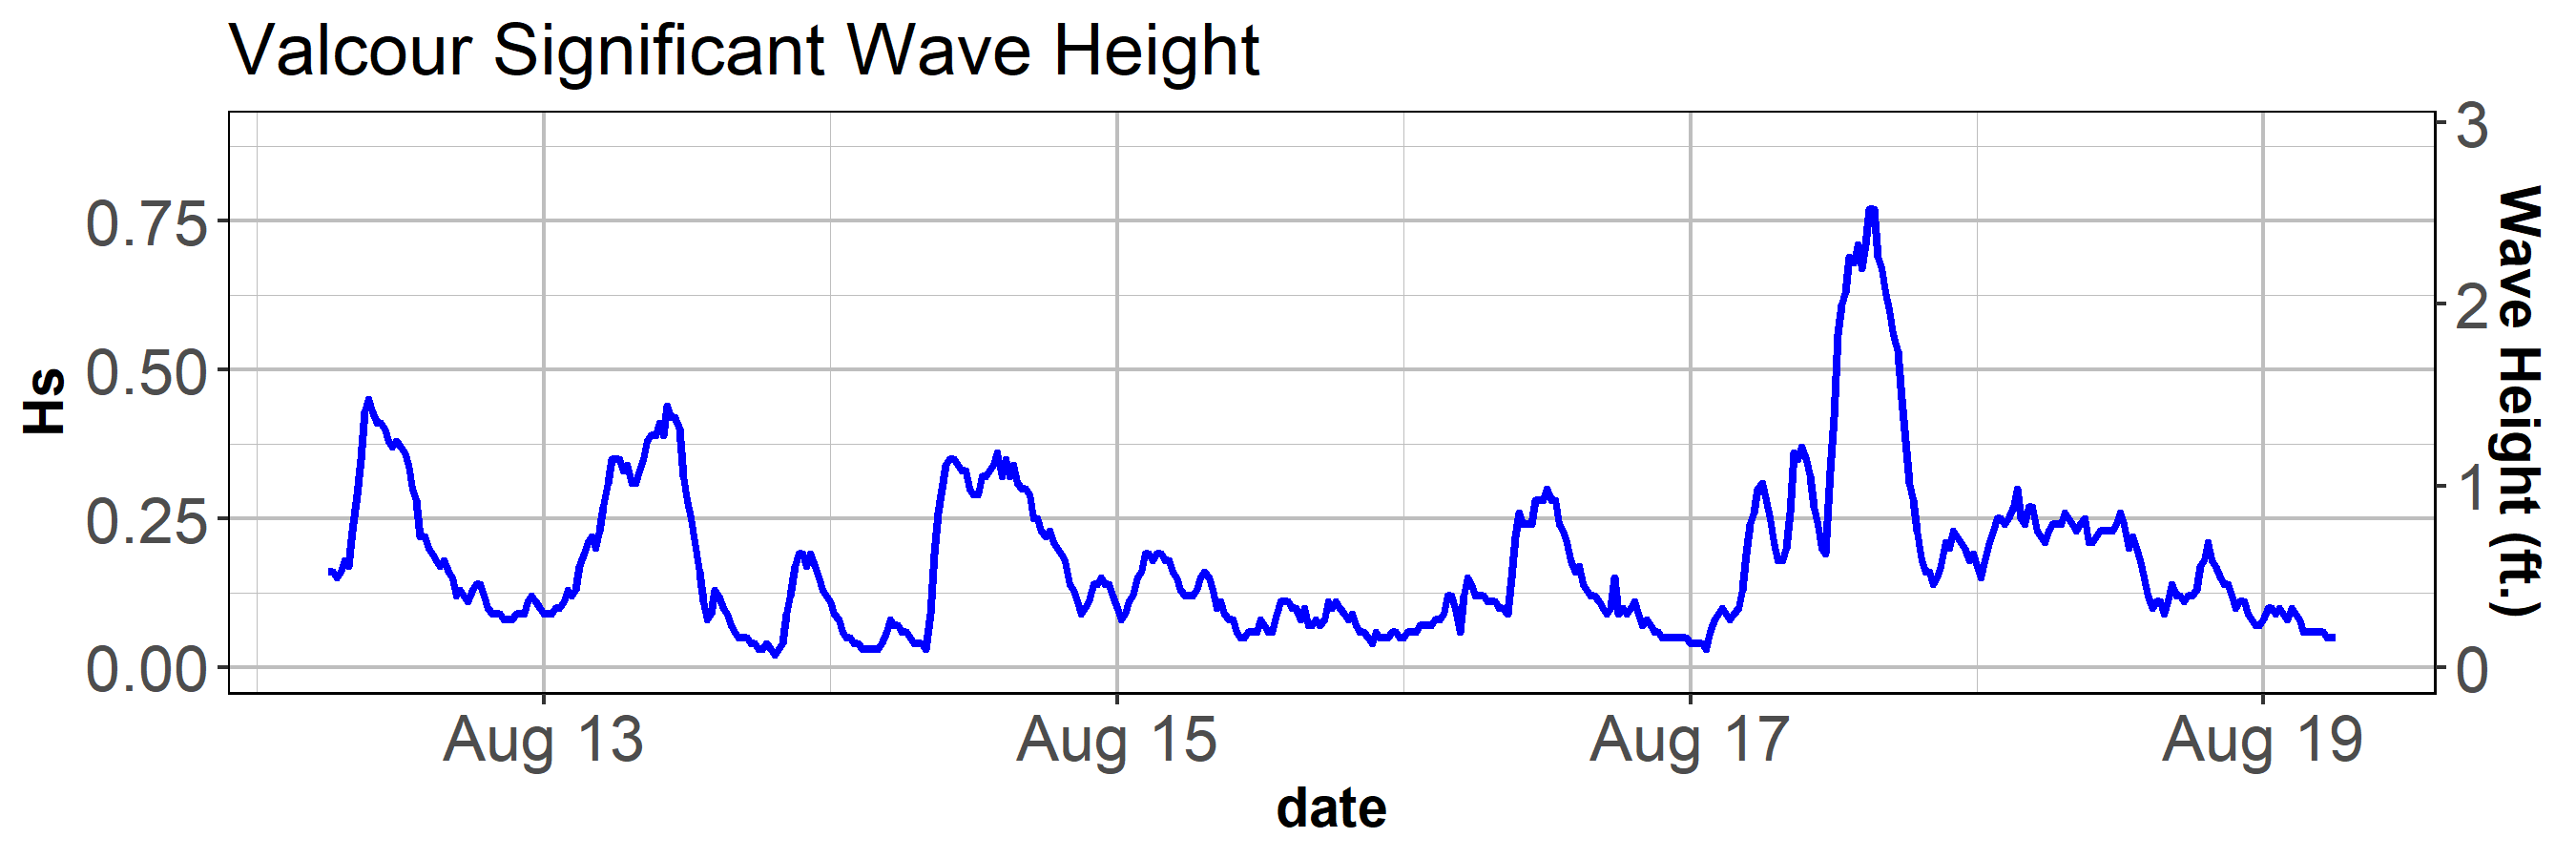 Valcour Significant Wave Height
Hs
0.75
0.50
0.25
0.00
3
2
1
0
Wave Height (ft.)
Aug 13
Aug 15
Aug 17
Aug 19
date